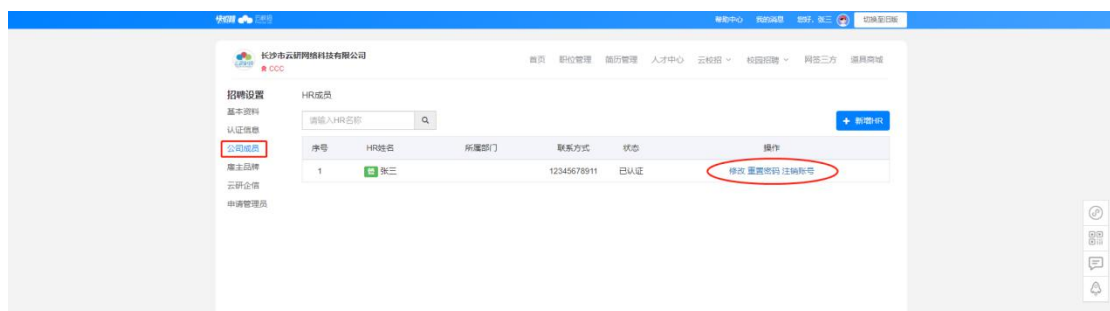 快就业 云就业 帮助中心 我的消息 您好，张三 切换至旧版
长沙市云研网络科技有限公司
CCC
首页 职位管理 简历管理 人才中心 云校招 校园招聘 网签三方 道具商城
招聘设置
基本资料
认证信息
公司成员
雇主品牌
云研企信
申请管理员
HR成员
请输入HR名称
+ 新增HR
序号 HR姓名 所属部门 联系方式 状态 操作
1 张三 12345678911 已认证 修改 重置密码 注销账号